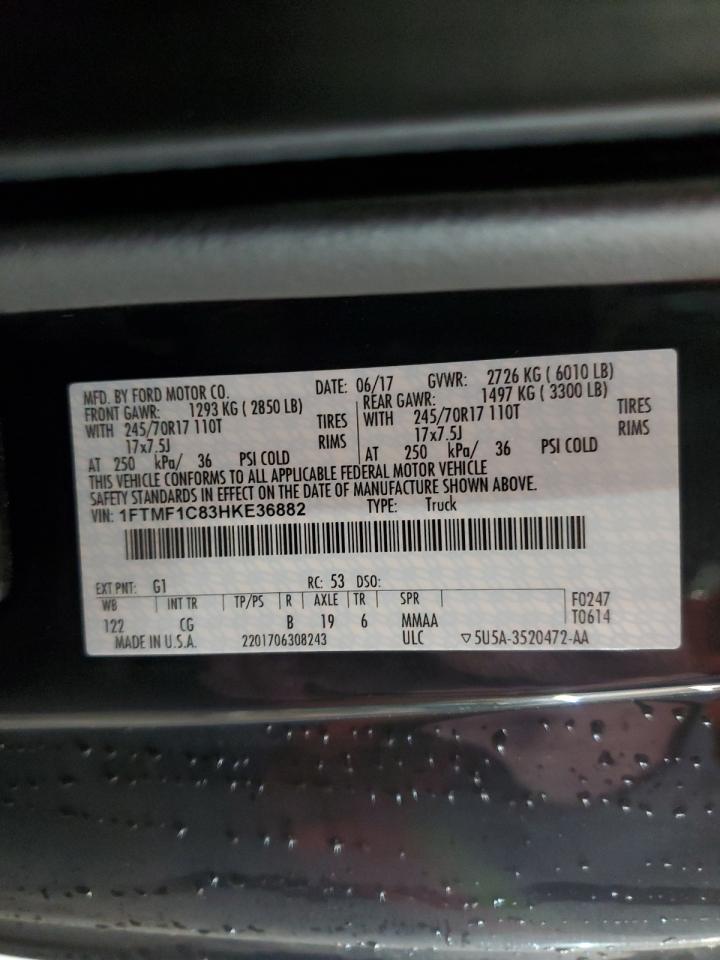 MFD. BY FORD MOTOR CO. DATE: 06/17 GVWR: 2726 KG ( 6010 LB)
FRONT GAWR: 1293 KG ( 2850 LB) REAR GAWR: 1497 KG ( 3300 LB)
WITH 245/70R17 110T TIRES WITH 245/70R17 110T TIRES
17x7.5J RIMS 17x7.5J RIMS
AT 250 kPa/ 36 PSI COLD AT 250 kPa/ 36 PSI COLD
THIS VEHICLE CONFORMS TO ALL APPLICABLE FEDERAL MOTOR VEHICLE
SAFETY STANDARDS IN EFFECT ON THE DATE OF MANUFACTURE SHOWN ABOVE.
VIN: 1FTMF1C83HKE36882 TYPE: Truck
EXT PNT: G1 RC: 53 DSO:
WB INT TR TP/PS R AXLE TR SPR F0247
122 CG B 19 6 MMAA T0614
MADE IN U.S.A. 2201706308243 ULC ▽5U5A-3520472-AA